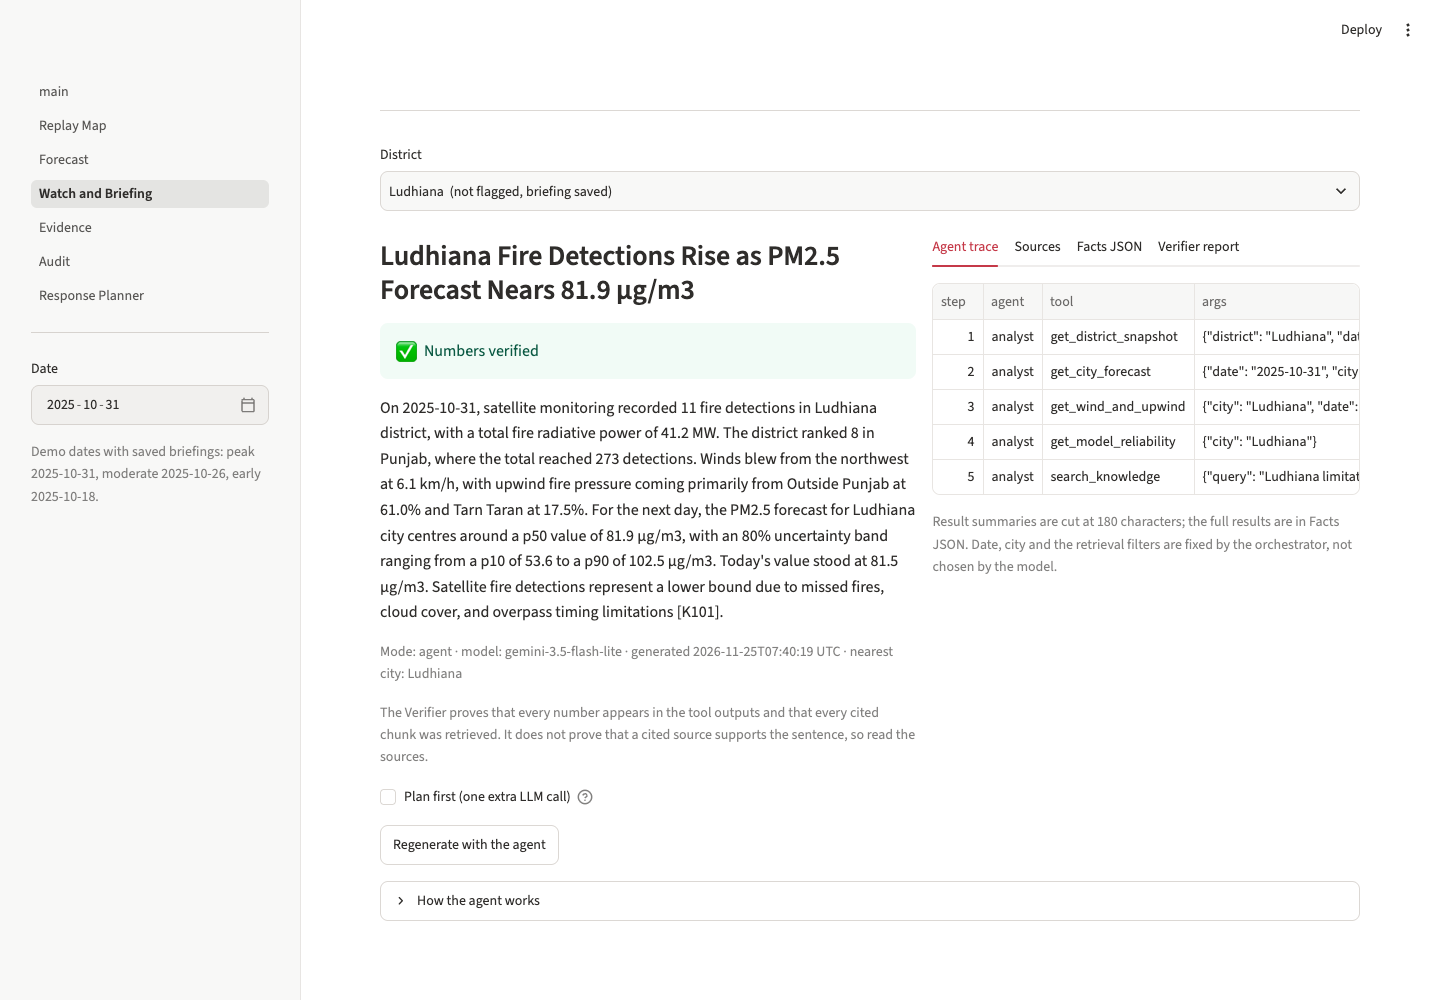 Deploy
main
Replay Map
Forecast
Watch and Briefing
Evidence
Audit
Response Planner
Date
2025-10-31
Demo dates with saved briefings: peak
2025-10-31, moderate 2025-10-26, early
2025-10-18.
District
Ludhiana (not flagged, briefing saved)
Ludhiana Fire Detections Rise as PM2.5
Forecast Nears 81.9 µg/m3
Numbers verified
On 2025-10-31, satellite monitoring recorded 11 fire detections in Ludhiana
district, with a total fire radiative power of 41.2 MW. The district ranked 8 in
Punjab, where the total reached 273 detections. Winds blew from the northwest
at 6.1 km/h, with upwind fire pressure coming primarily from Outside Punjab at
61.0% and Tarn Taran at 17.5%. For the next day, the PM2.5 forecast for Ludhiana
city centres around a p50 value of 81.9 µg/m3, with an 80% uncertainty band
ranging from a p10 of 53.6 to a p90 of 102.5 µg/m3. Today's value stood at 81.5
µg/m3. Satellite fire detections represent a lower bound due to missed fires,
cloud cover, and overpass timing limitations [K101].
Mode: agent · model: gemini-3.5-flash-lite · generated 2026-11-25T07:40:19 UTC · nearest
city: Ludhiana
The Verifier proves that every number appears in the tool outputs and that every cited
chunk was retrieved. It does not prove that a cited source supports the sentence, so read the
sources.
Plan first (one extra LLM call)
Regenerate with the agent
How the agent works
Agent trace Sources Facts JSON Verifier report
step agent tool args
1 analyst get_district_snapshot {"district": "Ludhiana", "dat
2 analyst get_city_forecast {"date": "2025-10-31", "city
3 analyst get_wind_and_upwind {"city": "Ludhiana", "date":
4 analyst get_model_reliability {"city": "Ludhiana"}
5 analyst search_knowledge {"query": "Ludhiana limitat
Result summaries are cut at 180 characters; the full results are in Facts
JSON. Date, city and the retrieval filters are fixed by the orchestrator, not
chosen by the model.